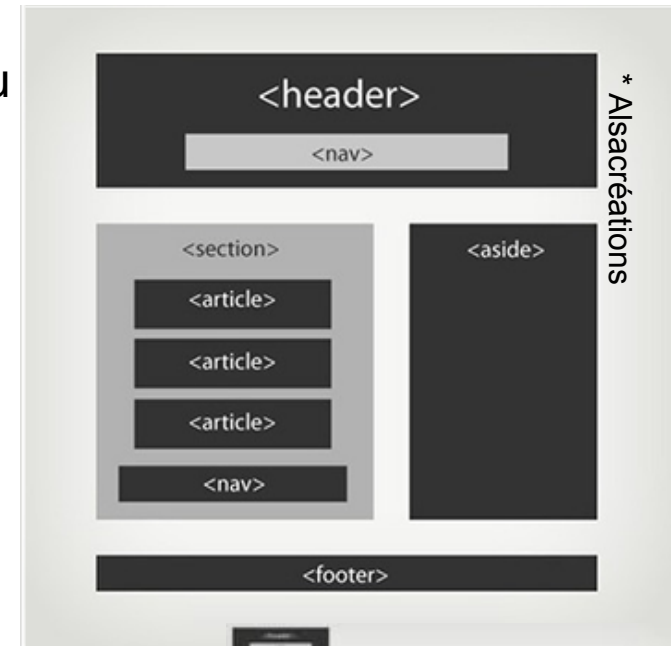 <header>
<nav>
<section>
<article>
<article>
<article>
<nav>
<aside>
<footer>
* Alsacréations